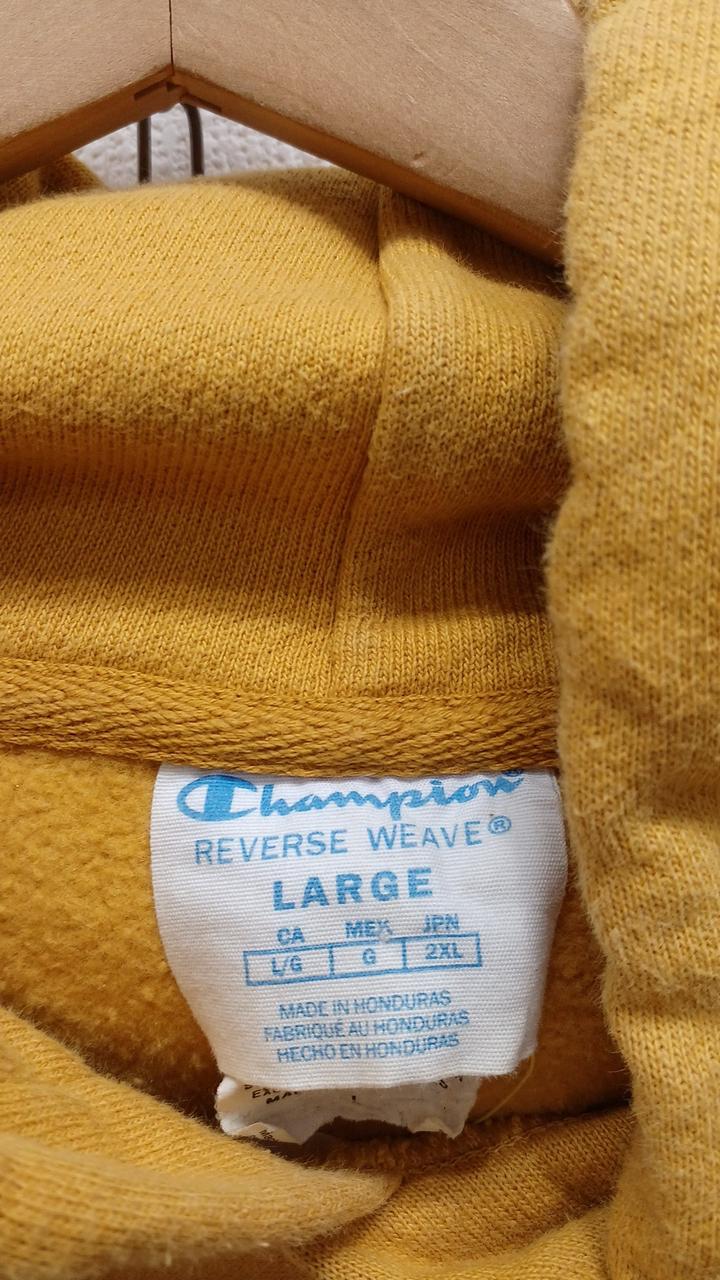 Champion
REVERSE WEAVE®
LARGE
CA MEX JPN
L/G G 2XL
MADE IN HONDURAS
FABRIQUÉ AU HONDURAS
HECHO EN HONDURAS